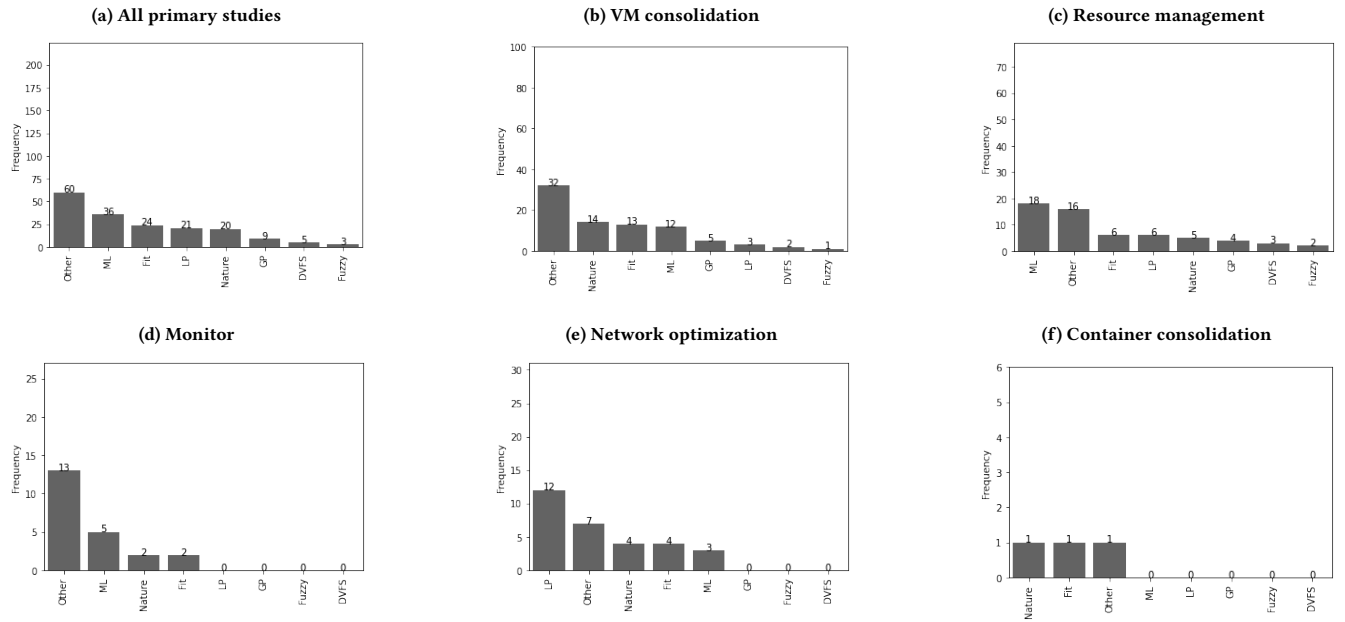 (a) All primary studies
(b) VM consolidation
(c) Resource management
200
175
150
125
100
75
50
25
0
Frequency
60
36
24
21
20
9
5
3
Other
ML
Fit
LP
Nature
GP
DVFS
Fuzzy
100
80
60
40
20
0
Frequency
32
14
13
12
5
3
2
1
Other
Nature
Fit
ML
GP
LP
DVFS
Fuzzy
70
60
50
40
30
20
10
0
Frequency
18
16
6
6
5
4
3
2
ML
Other
Fit
LP
Nature
GP
DVFS
Fuzzy
(d) Monitor
(e) Network optimization
(f) Container consolidation
25
20
15
10
5
0
Frequency
13
5
2
2
0
0
0
0
Other
ML
Nature
Fit
LP
GP
Fuzzy
DVFS
30
25
20
15
10
5
0
Frequency
12
7
4
4
3
0
0
0
LP
Other
Nature
Fit
ML
GP
Fuzzy
DVFS
6
5
4
3
2
1
0
Frequency
1
1
1
0
0
0
0
0
Nature
Fit
Other
ML
LP
GP
Fuzzy
DVFS